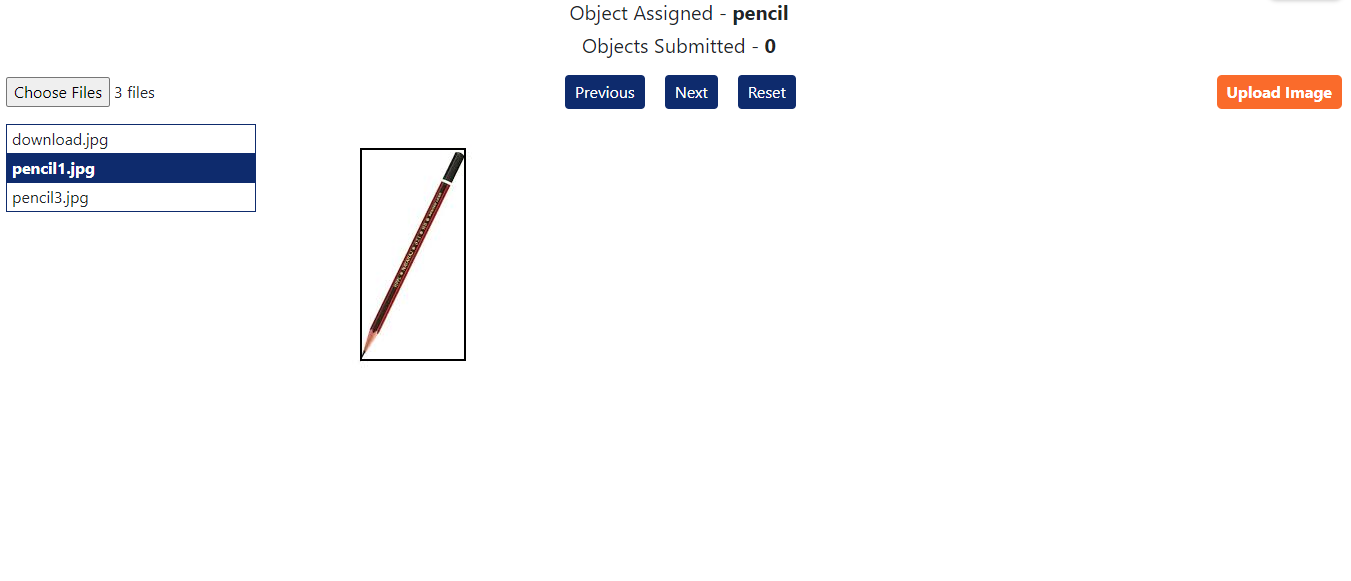 Object Assigned - pencil
Objects Submitted - 0
Choose Files 3 files
Previous Next Reset
Upload Image
download.jpg
pencil1.jpg
pencil3.jpg